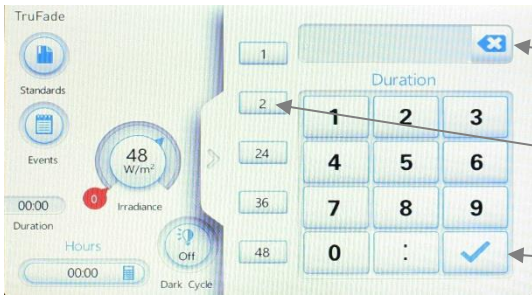 TruFade
Standards
Events
48
W/m²
0
Irradiance
00:00
Duration
Hours
00:00
Off
Dark Cycle
1
2
24
36
48
Duration
1 2 3
4 5 6
7 8 9
0 :